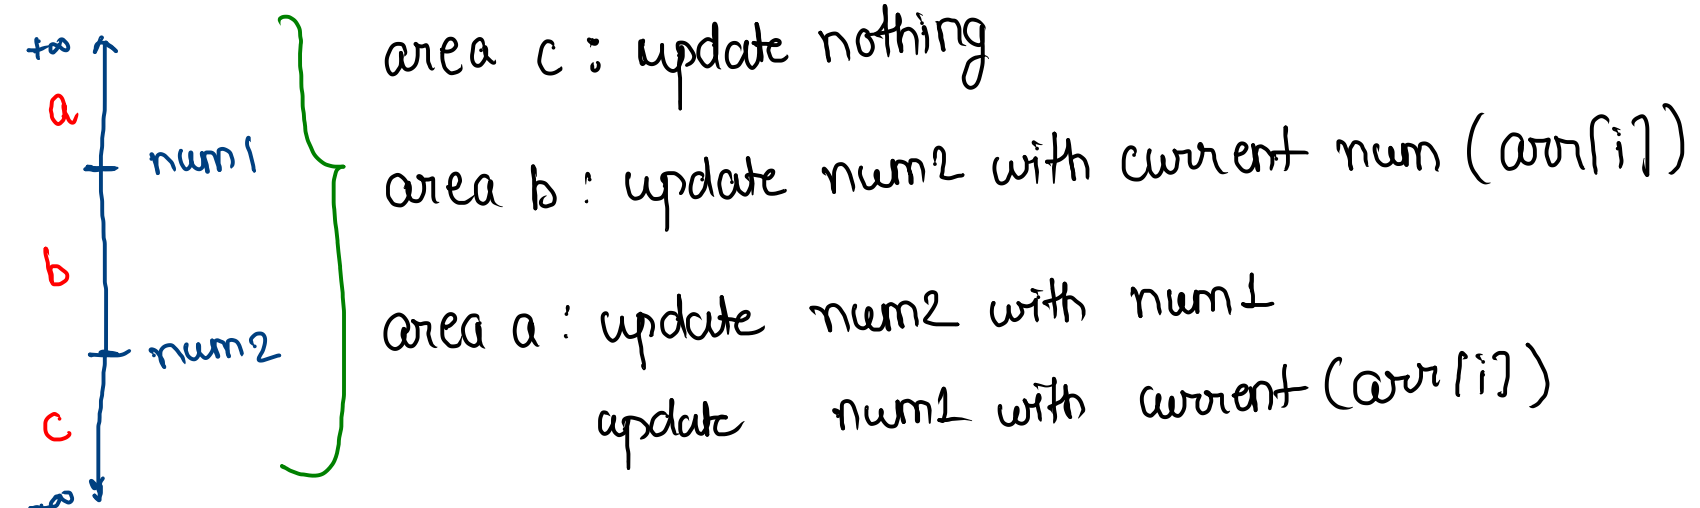 +∞
a
num1
b
num2
c
-∞
area c : update nothing
area b : update num2 with current num (arr[i])
area a : update num2 with num1
update num1 with current (arr[i])